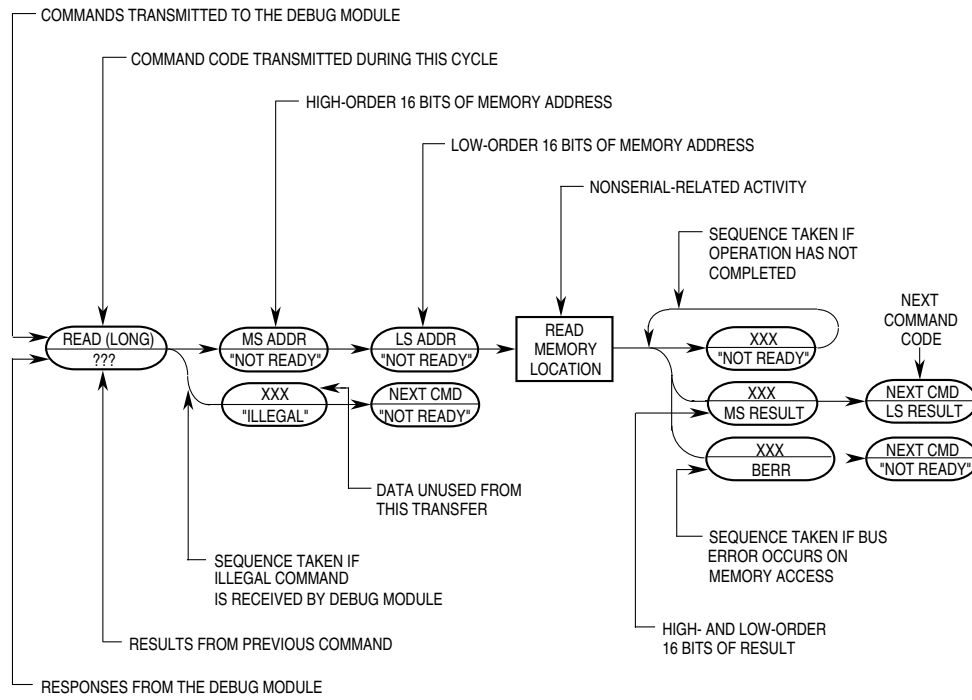 COMMANDS TRANSMITTED TO THE DEBUG MODULE
COMMAND CODE TRANSMITTED DURING THIS CYCLE
HIGH-ORDER 16 BITS OF MEMORY ADDRESS
LOW-ORDER 16 BITS OF MEMORY ADDRESS
NONSERIAL-RELATED ACTIVITY
SEQUENCE TAKEN IF
OPERATION HAS NOT
COMPLETED
NEXT
COMMAND
CODE
READ (LONG)
???
MS ADDR
"NOT READY"
LS ADDR
"NOT READY"
READ
MEMORY
LOCATION
XXX
"NOT READY"
XXX
"ILLEGAL"
NEXT CMD
"NOT READY"
XXX
MS RESULT
NEXT CMD
LS RESULT
XXX
BERR
NEXT CMD
"NOT READY"
DATA UNUSED FROM
THIS TRANSFER
SEQUENCE TAKEN IF
ILLEGAL COMMAND
IS RECEIVED BY DEBUG MODULE
SEQUENCE TAKEN IF BUS
ERROR OCCURS ON
MEMORY ACCESS
RESULTS FROM PREVIOUS COMMAND
HIGH- AND LOW-ORDER
16 BITS OF RESULT
RESPONSES FROM THE DEBUG MODULE